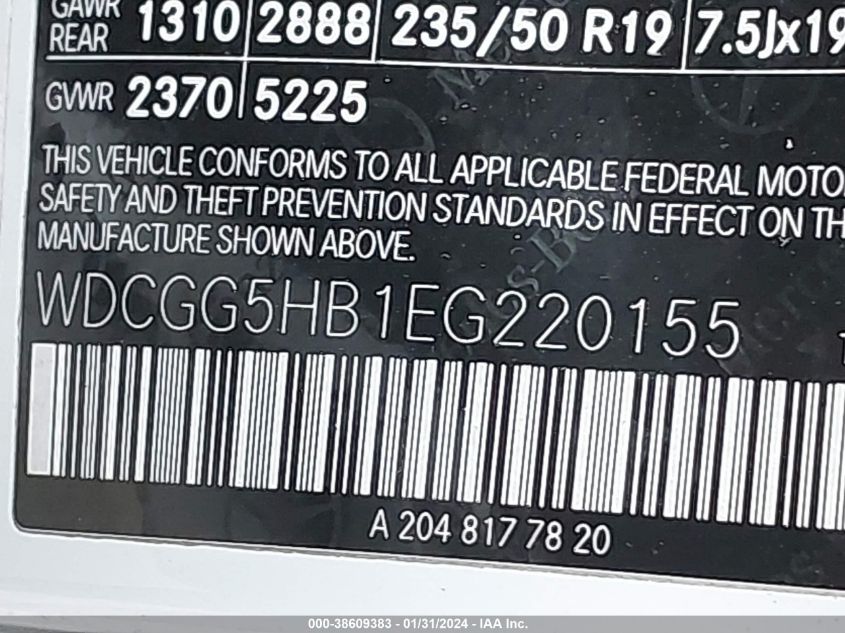 GAWR
REAR 1310 2888 235/50 R19 7.5Jx19
GVWR 2370 5225
THIS VEHICLE CONFORMS TO ALL APPLICABLE FEDERAL MOTO
SAFETY AND THEFT PREVENTION STANDARDS IN EFFECT ON TH
MANUFACTURE SHOWN ABOVE.
WDCGG5HB1EG220155
A 204 817 78 20
000-38609383 - 01/31/2024 - IAA Inc.